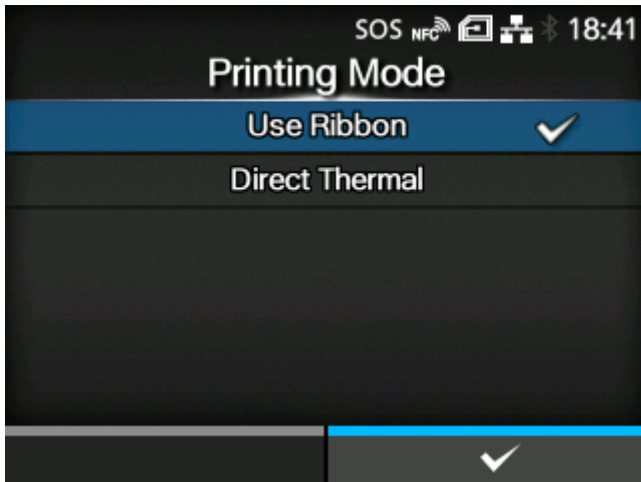 SOS NFC 18:41
Printing Mode
Use Ribbon
Direct Thermal